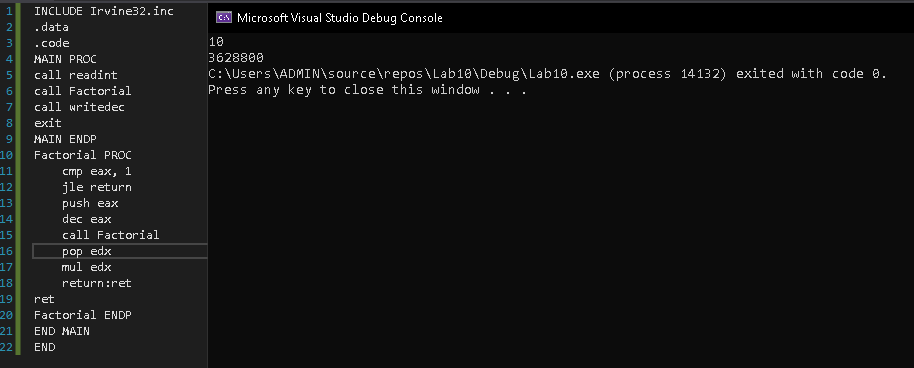 1 INCLUDE Irvine32.inc
2 .data
3 .code
4 MAIN PROC
5 call readint
6 call Factorial
7 call writedec
8 exit
9 MAIN ENDP
10 Factorial PROC
11 cmp eax, 1
12 jle return
13 push eax
14 dec eax
15 call Factorial
16 pop edx
17 mul edx
18 return:ret
19 ret
20 Factorial ENDP
21 END MAIN
22 END
C:\ Microsoft Visual Studio Debug Console
10
3628800
C:\Users\ADMIN\source\repos\Lab10\Debug\Lab10.exe (process 14132) exited with code 0.
Press any key to close this window . . .